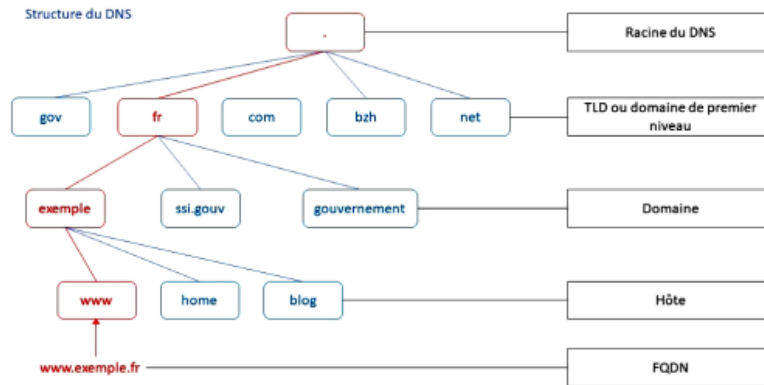 Structure du DNS
.
Racine du DNS
gov
fr
com
bzh
net
TLD ou domaine de premier
niveau
exemple
ssi.gouv
gouvernement
Domaine
www
home
blog
Hôte
www.exemple.fr
FQDN